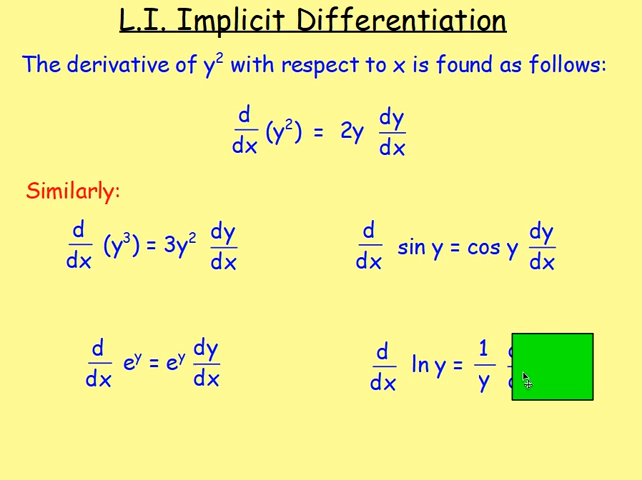 L.I. Implicit Differentiation
The derivative of y² with respect to x is found as follows:
d/dx (y²) = 2y dy/dx
Similarly:
d/dx (y³) = 3y² dy/dx
d/dx sin y = cos y dy/dx
d/dx eʸ = eʸ dy/dx
d/dx ln y = 1/y